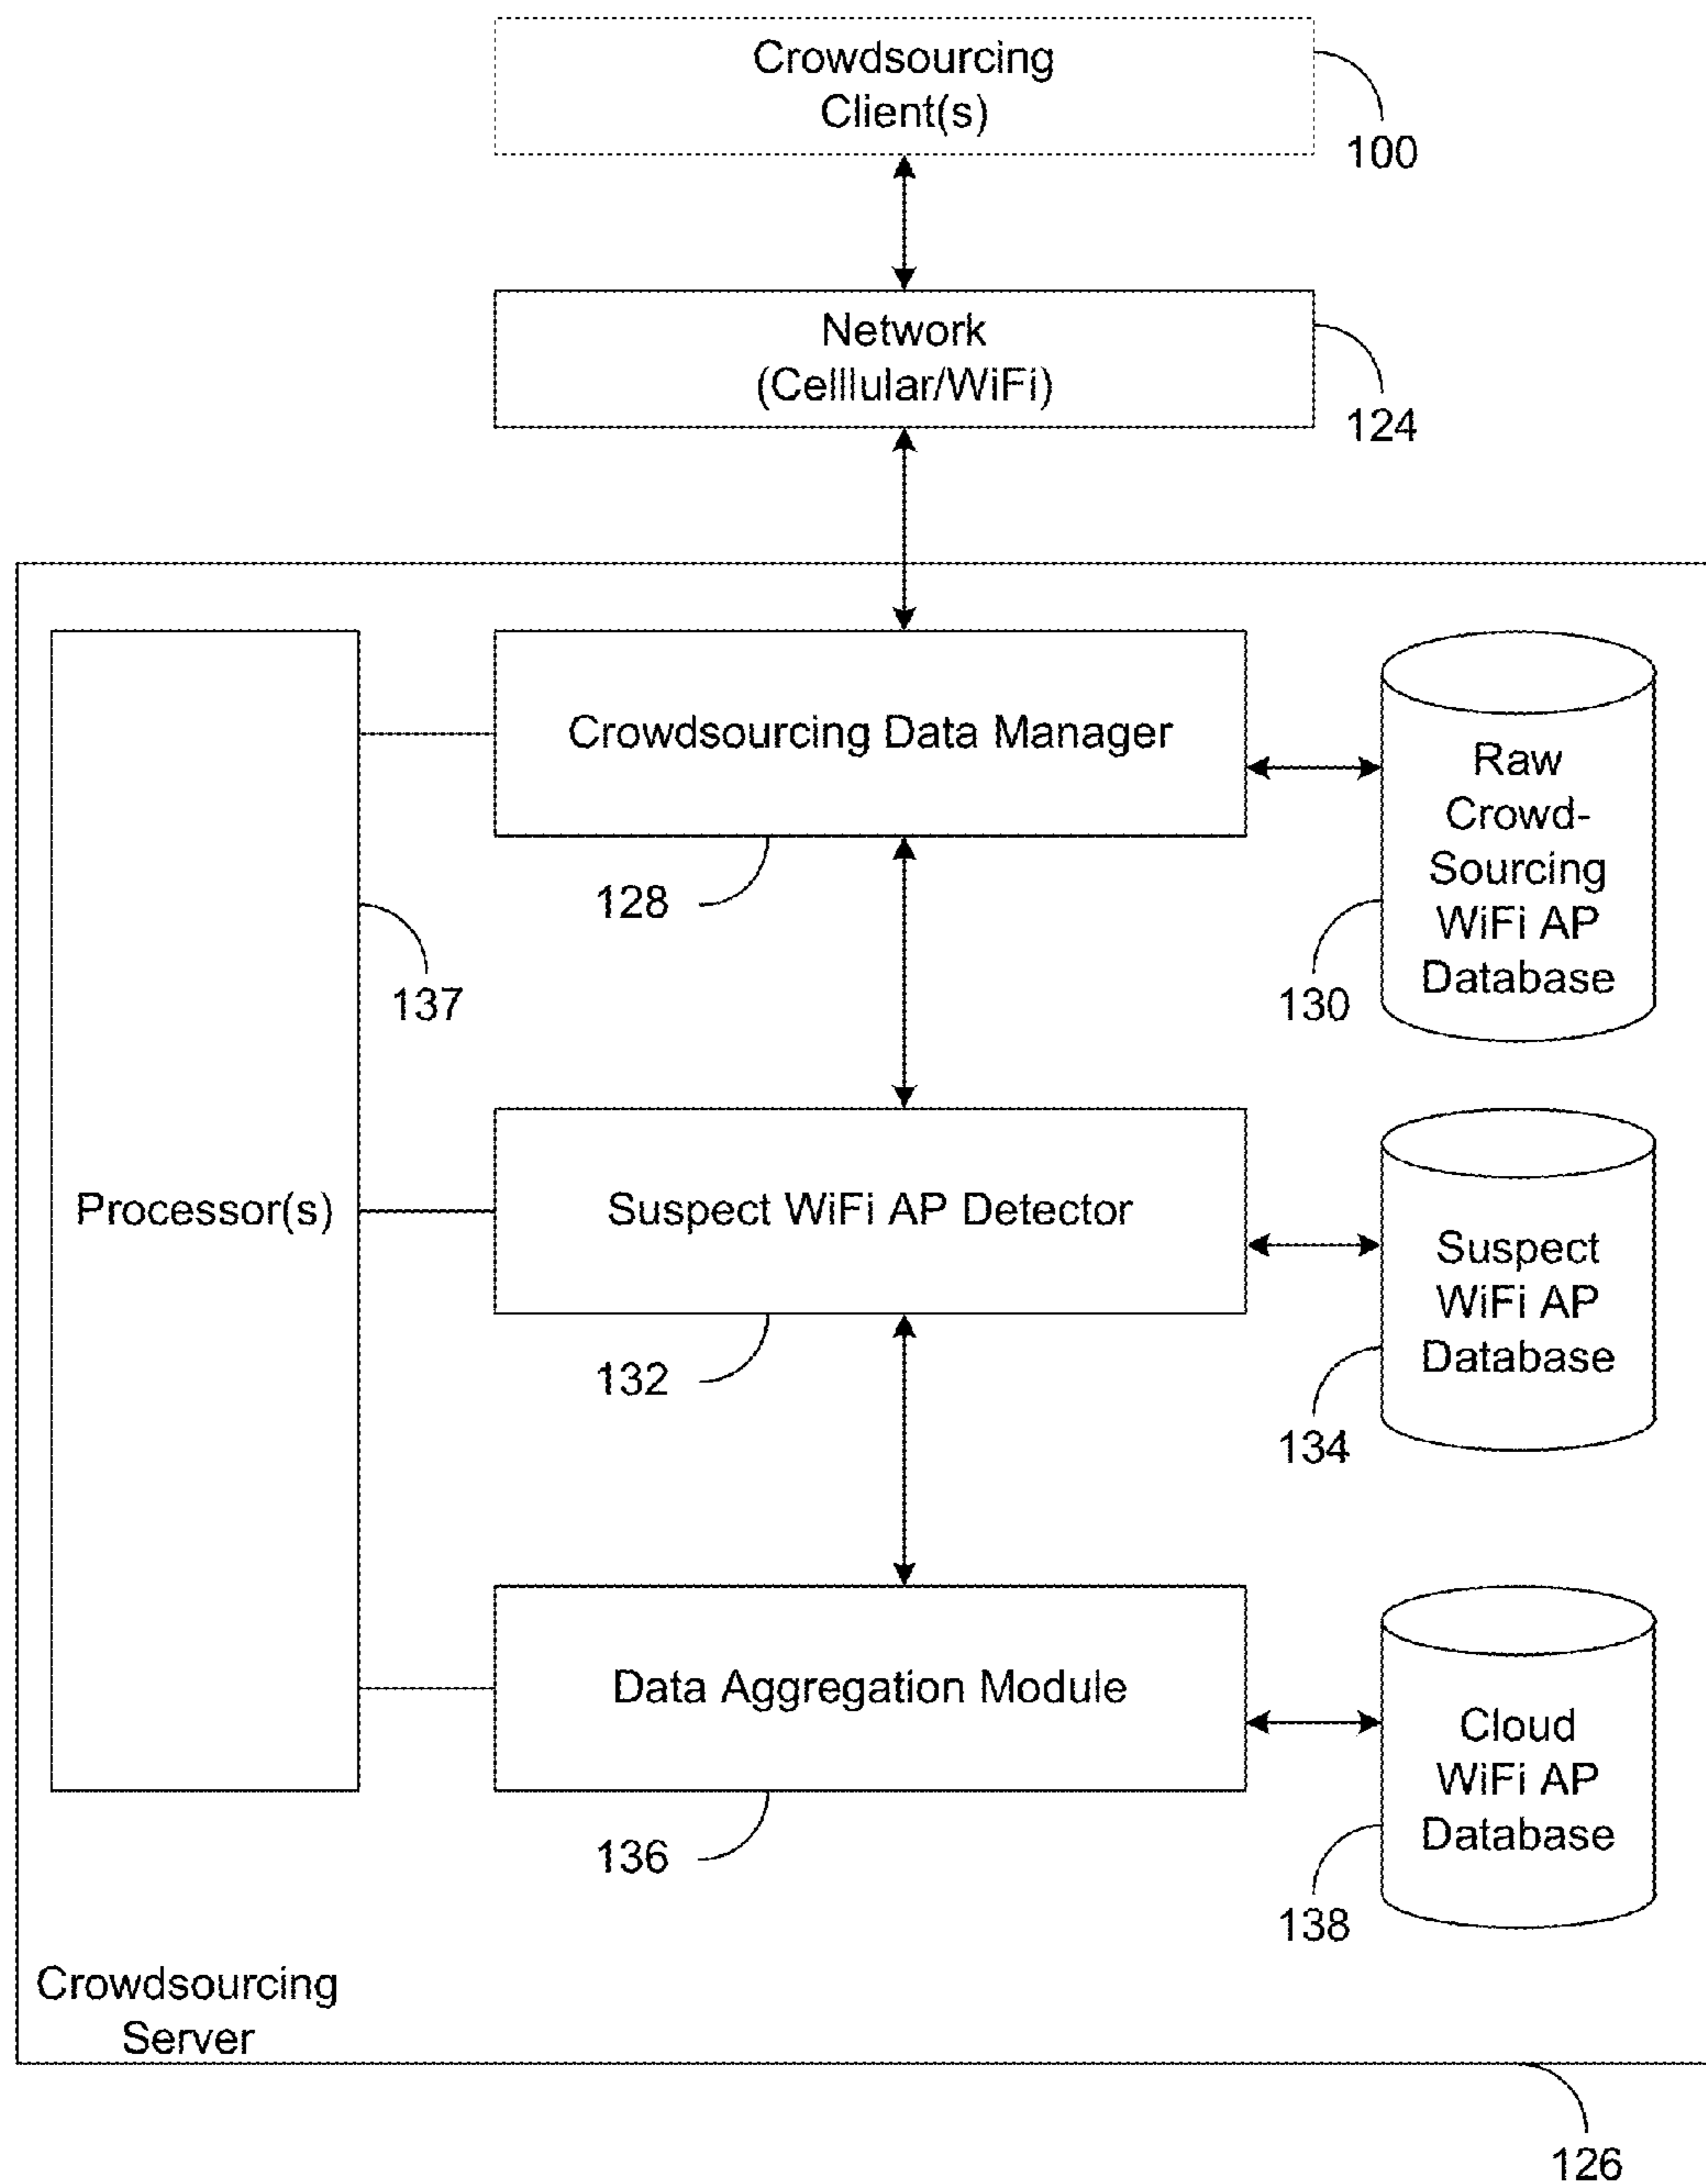 Crowdsourcing
Client(s)
100
Network
(Celllular/WiFi)
124
Crowdsourcing Data Manager
128
Raw
Crowd-
Sourcing
WiFi AP
Database
130
137
Processor(s)
Suspect WiFi AP Detector
132
Suspect
WiFi AP
Database
134
Data Aggregation Module
136
Cloud
WiFi AP
Database
138
Crowdsourcing
Server
126